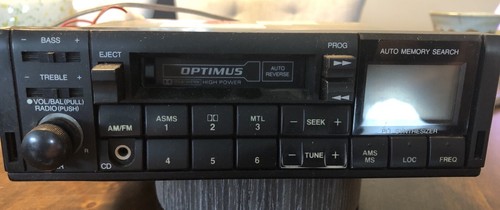 BASS
- +
TREBLE
- +
VOL/BAL(PULL)
RADIO(PUSH)
EJECT
OPTIMUS
HIGH POWER
AUTO
REVERSE
PROG
AUTO MEMORY SEARCH
AM/FM
ASMS
1
2
MTL
3
- SEEK +
CD
4
5
6
- TUNE +
AMS
MS
LOC
FREQ